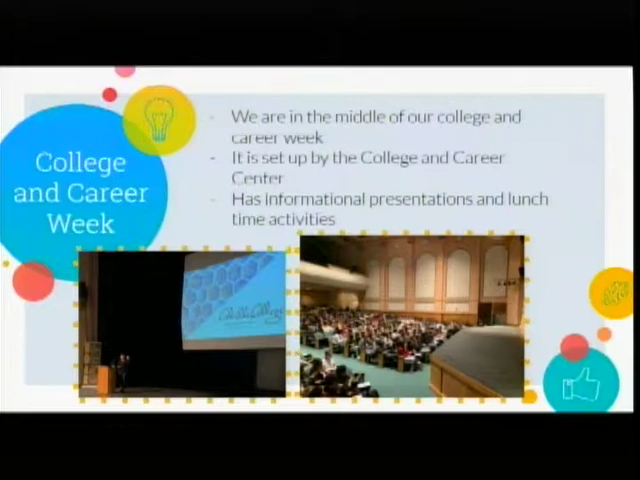 College
and Career
Week
- We are in the middle of our college and
career week
- It is set up by the College and Career
Center
- Has informational presentations and lunch
time activities